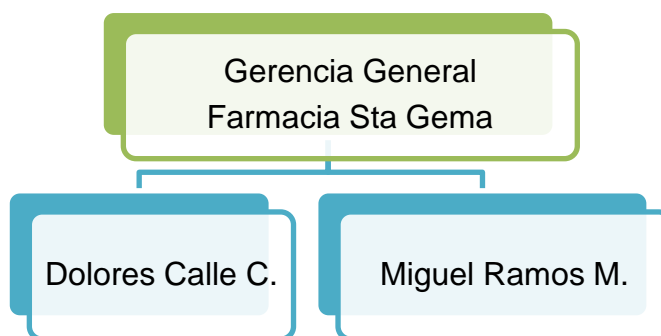 Gerencia General
Farmacia Sta Gema
Dolores Calle C.
Miguel Ramos M.